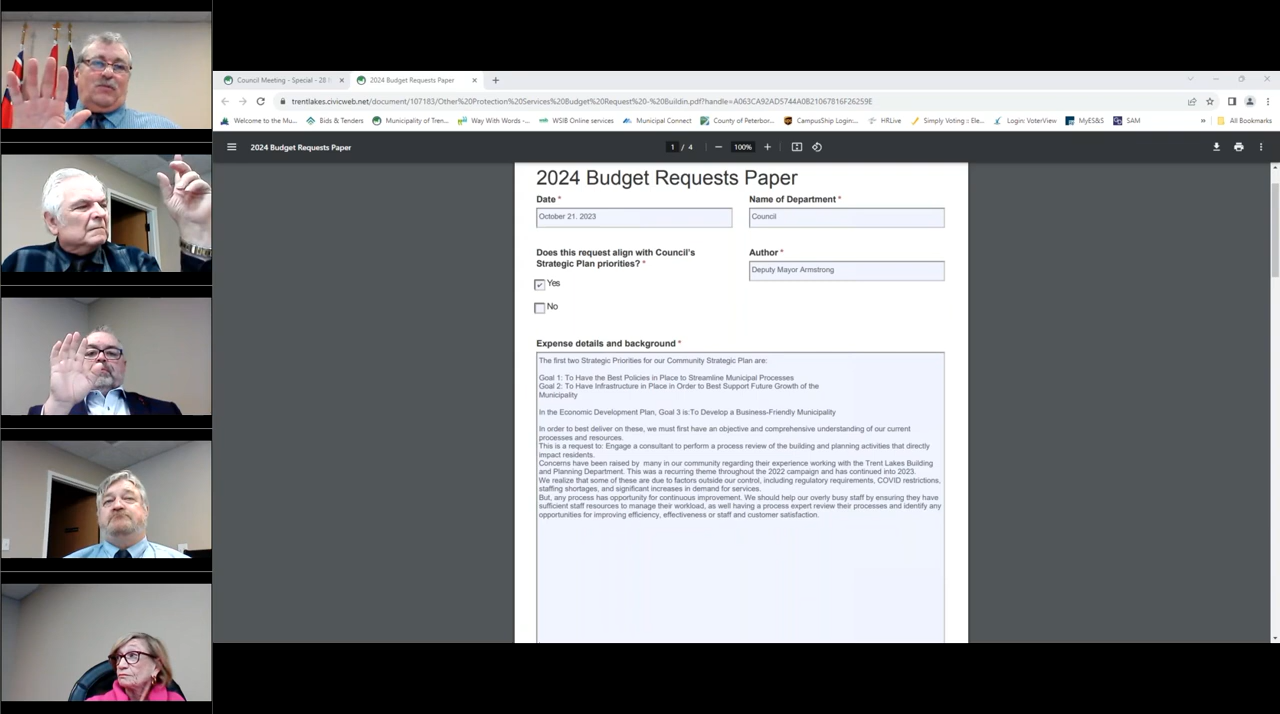 Council Meeting - Special - 28
2024 Budget Requests Paper
trentlakes.civicweb.net/document/107183/Other%20Protection%20Services%20Budget%20Request%20-%20Buildin.pdf?handle=A063CA92AD5744A0B21067816F26259E
Welcome to the Mu... Bids & Tenders Municipality of Tren... Way With Words -... WSIB Online services Municipal Connect County of Peterbor... CampusShip Login... HRLive Simply Voting :: Ele... Login: VoterView MyES&S SAM » All Bookmarks
2024 Budget Requests Paper 1 / 4 100%
2024 Budget Requests Paper
Date * Name of Department *
October 21. 2023 Council
Does this request align with Council's Author *
Strategic Plan priorities? * Deputy Mayor Armstrong
Yes
No
Expense details and background *
The first two Strategic Priorities for our Community Strategic Plan are:
Goal 1: To Have the Best Policies in Place to Streamline Municipal Processes
Goal 2: To Have Infrastructure in Place in Order to Best Support Future Growth of the
Municipality
In the Economic Development Plan, Goal 3 is:To Develop a Business-Friendly Municipality
In order to best deliver on these, we must first have an objective and comprehensive understanding of our current
processes and resources.
This is a request to: Engage a consultant to perform a process review of the building and planning activities that directly
impact residents.
Concerns have been raised by many in our community regarding their experience working with the Trent Lakes Building
and Planning Department. This was a recurring theme throughout the 2022 campaign and has continued into 2023.
We realize that some of these are due to factors outside our control, including regulatory requirements, COVID restrictions,
staffing shortages, and significant increases in demand for services.
But, any process has opportunity for continuous improvement. We should help our overly busy staff by ensuring they have
sufficient staff resources to manage their workload, as well having a process expert review their processes and identify any
opportunities for improving efficiency, effectiveness or staff and customer satisfaction.